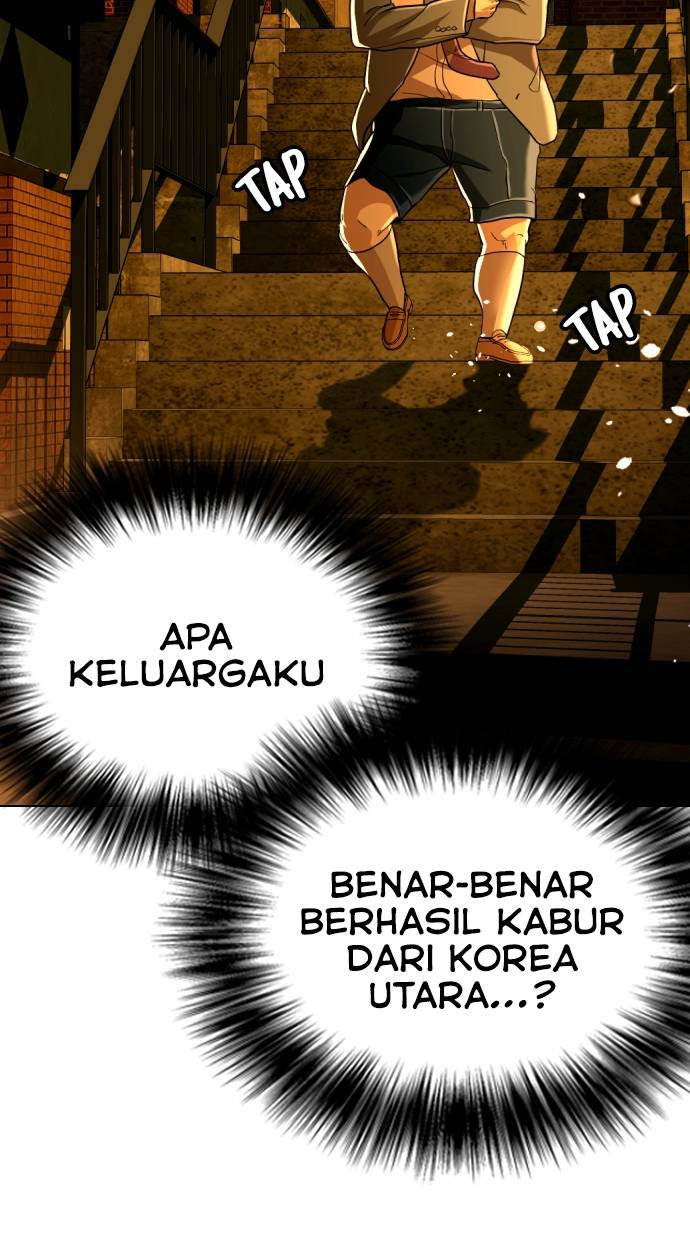 TAP
TAP
APA
KELUARGAKU
BENAR-BENAR
BERHASIL KABUR
DARI KOREA
UTARA...?